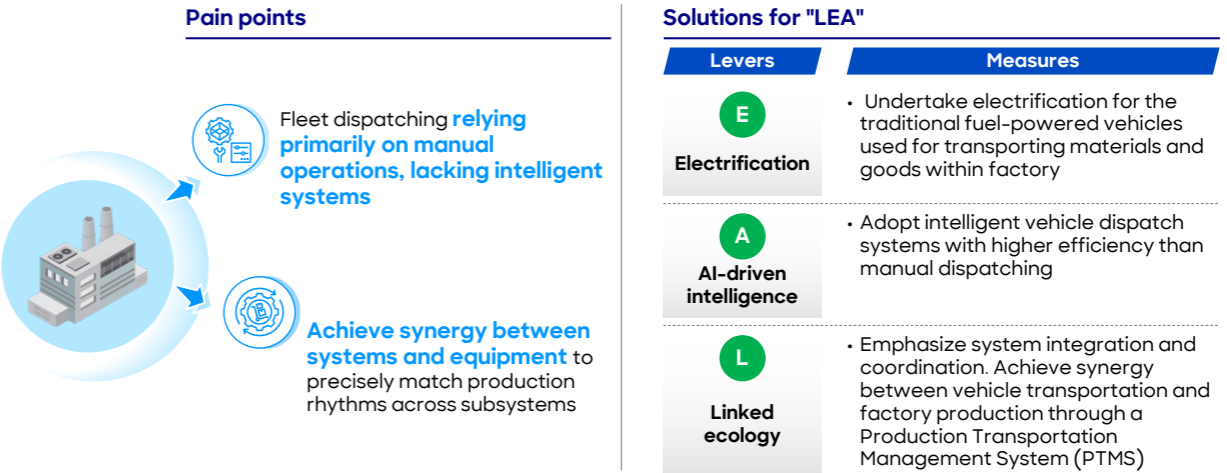 Pain points
Fleet dispatching relying
primarily on manual
operations, lacking intelligent
systems
Achieve synergy between
systems and equipment to
precisely match production
rhythms across subsystems
Solutions for "LEA"
Levers
Measures
E
Electrification
• Undertake electrification for the
traditional fuel-powered vehicles
used for transporting materials and
goods within factory
A
AI-driven
intelligence
• Adopt intelligent vehicle dispatch
systems with higher efficiency than
manual dispatching
L
Linked
ecology
• Emphasize system integration and
coordination. Achieve synergy
between vehicle transportation and
factory production through a
Production Transportation
Management System (PTMS)